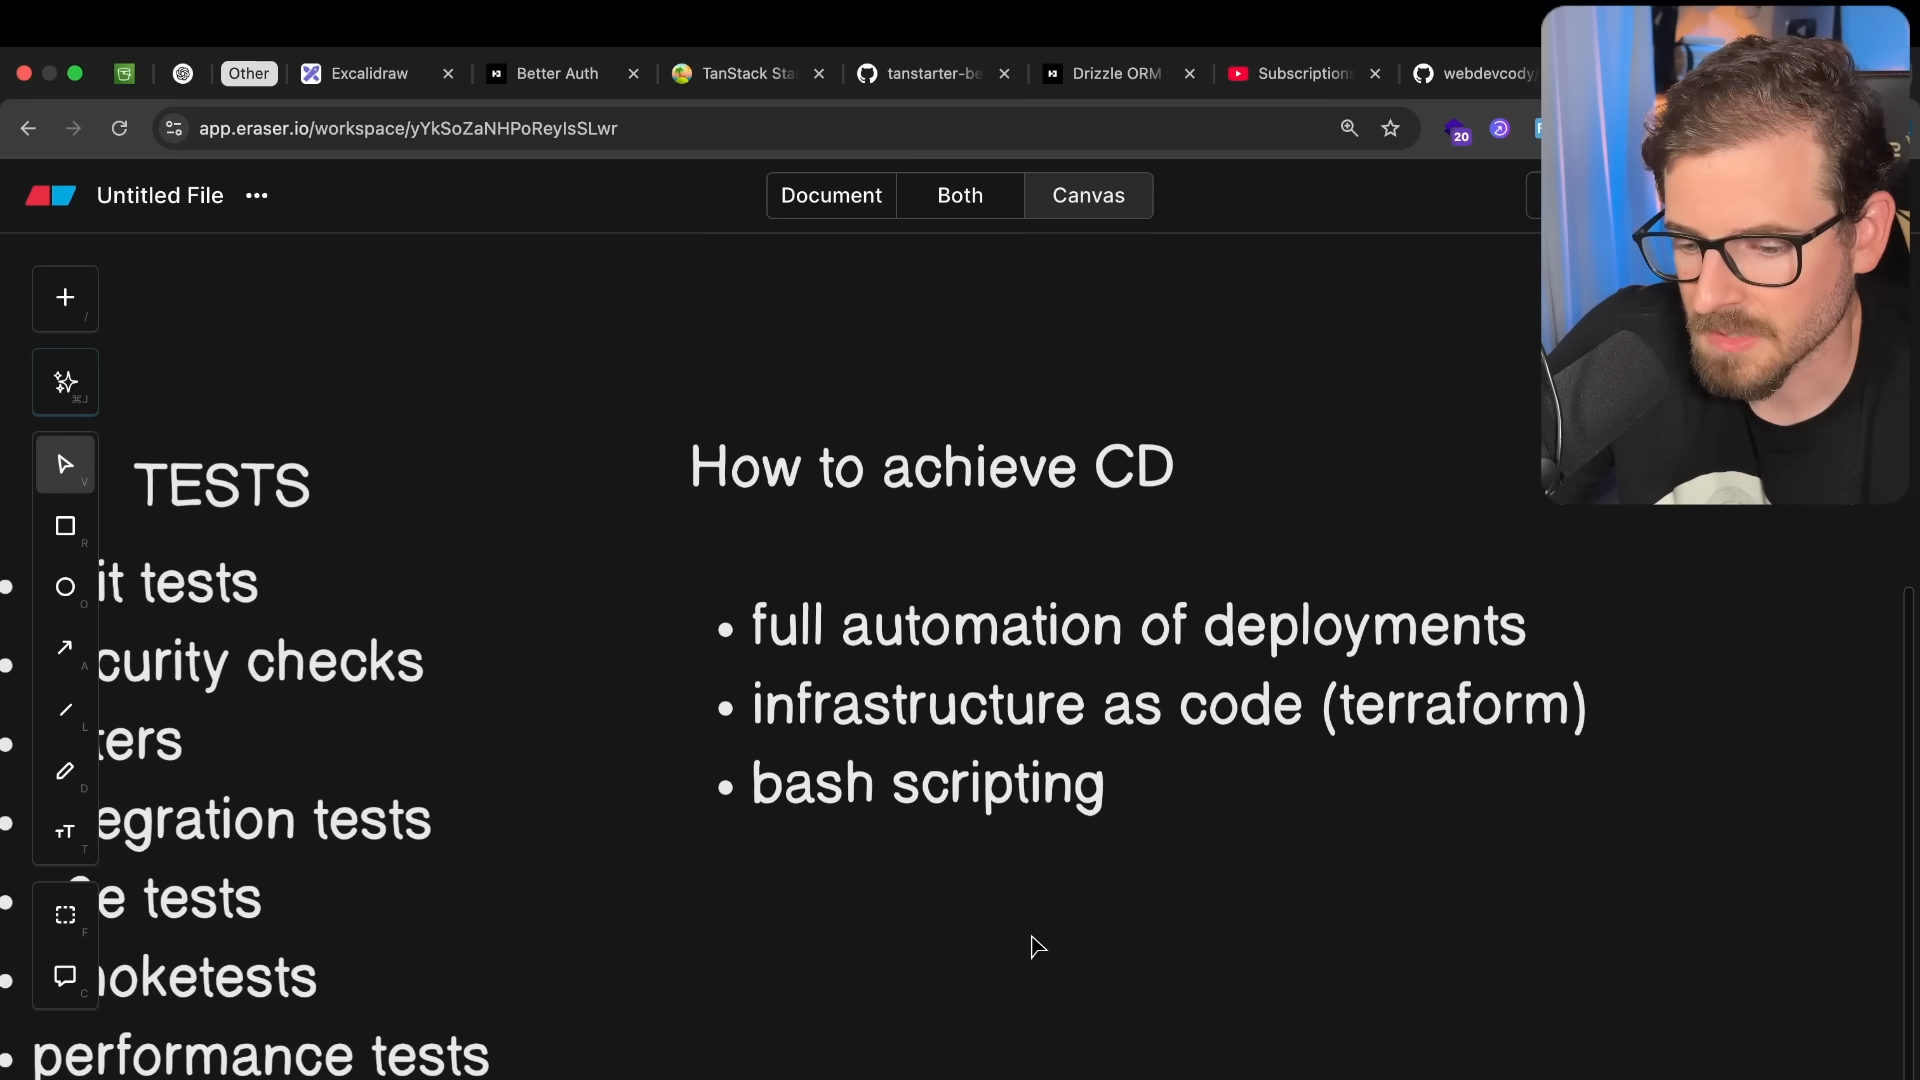 Other
Excalidraw
Better Auth
TanStack Sta
tanstarter-be
Drizzle ORM
Subscription
webdevcody/
app.eraser.io/workspace/yYkSoZaNHPoReylsSLwr
20
Untitled File
Document
Both
Canvas
/
⌘J
V
R
O
A
L
D
T
F
C
TESTS
it tests
curity checks
ters
egration tests
e tests
oketests
performance tests
How to achieve CD
• full automation of deployments
• infrastructure as code (terraform)
• bash scripting